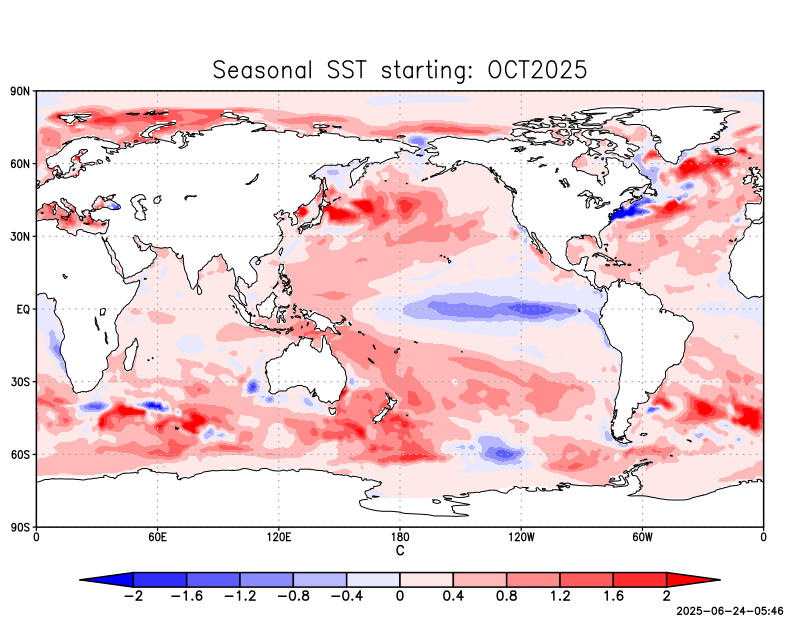 Seasonal SST starting: OCT2025
90N
60N
30N
EQ
30S
60S
90S
0 60E 120E 180 120W 60W 0
C
-2 -1.6 -1.2 -0.8 -0.4 0 0.4 0.8 1.2 1.6 2
2025-06-24-05:46